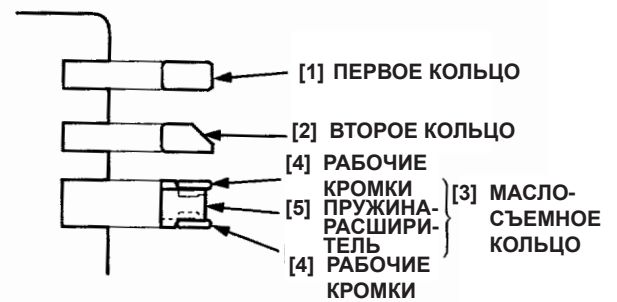 [1] ПЕРВОЕ КОЛЬЦО
[2] ВТОРОЕ КОЛЬЦО
[4] РАБОЧИЕ
КРОМКИ
[5] ПРУЖИНА-
РАСШИРИ-
ТЕЛЬ
[4] РАБОЧИЕ
КРОМКИ
[3] МАСЛО-
СЪЕМНОЕ
КОЛЬЦО